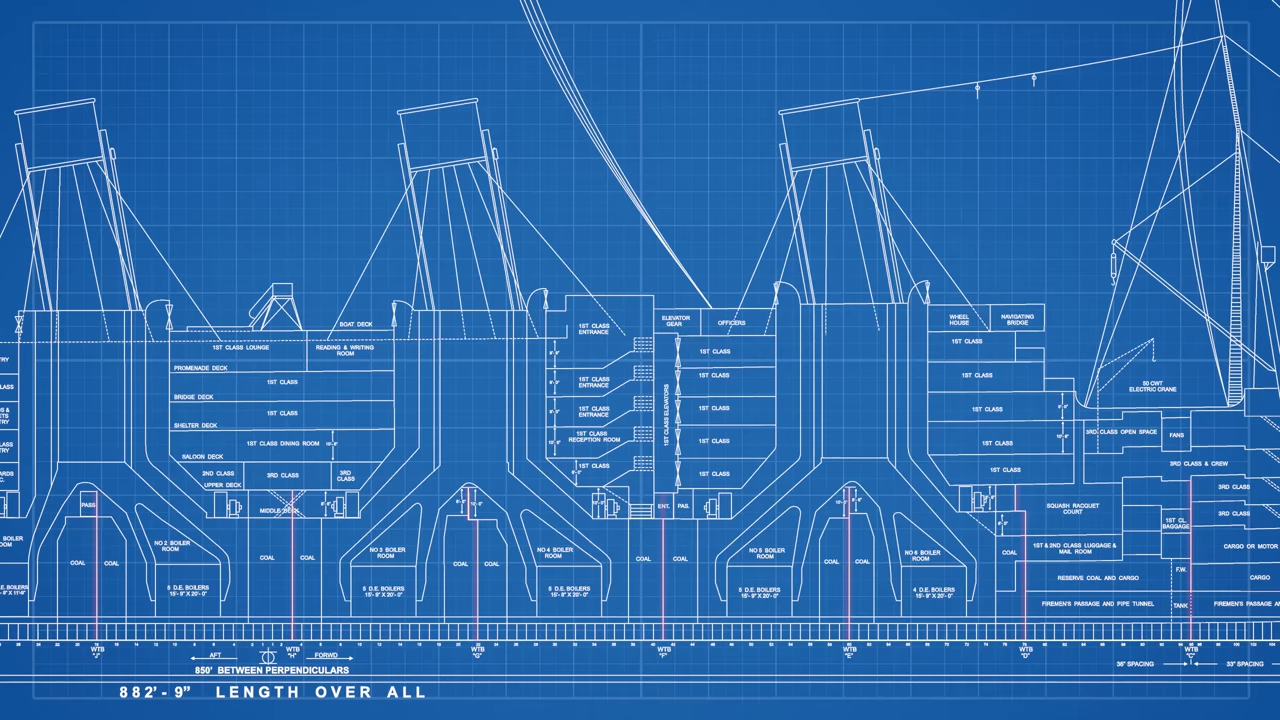 BOAT DECK
1ST CLASS LOUNGE
READING & WRITING
ROOM
PROMENADE DECK
1ST CLASS
BRIDGE DECK
1ST CLASS
SHELTER DECK
1ST CLASS DINING ROOM
SALOON DECK
2ND CLASS
3RD CLASS
3RD
CLASS
UPPER DECK
MIDDLE DECK
PASS
COAL
COAL
NO 2 BOILER
ROOM
5 D.E. BOILERS
15'- 9" X 20'- 0"
COAL
COAL
NO 3 BOILER
ROOM
5 D.E. BOILERS
15'- 9" X 20'- 0"
COAL
COAL
NO 4 BOILER
ROOM
5 D.E. BOILERS
15'- 9" X 20'- 0"
1ST CLASS
ENTRANCE
1ST CLASS
ENTRANCE
1ST CLASS
ENTRANCE
1ST CLASS
RECEPTION ROOM
1ST CLASS
1ST CLASS ELEVATORS
ELEVATOR
GEAR
OFFICERS
1ST CLASS
1ST CLASS
1ST CLASS
1ST CLASS
1ST CLASS
ENT.
PAS.
COAL
COAL
NO 5 BOILER
ROOM
5 D.E. BOILERS
15'- 9" X 20'- 0"
COAL
COAL
NO 6 BOILER
ROOM
4 D.E. BOILERS
15'- 9" X 20'- 0"
WHEEL
HOUSE
NAVIGATING
BRIDGE
1ST CLASS
1ST CLASS
1ST CLASS
1ST CLASS
1ST CLASS
COAL
50 CWT
ELECTRIC CRANE
3RD CLASS OPEN SPACE
FANS
3RD CLASS & CREW
3RD CLASS
3RD CLASS
SQUASH RACQUET
COURT
1ST CL.
BAGGAGE
1ST & 2ND CLASS LUGGAGE &
MAIL ROOM
CARGO OR MOTOR
RESERVE COAL AND CARGO
F.W.
TANK
CARGO
FIREMEN'S PASSAGE AND PIPE TUNNEL
FIREMEN'S PASSAGE AN
WTB
"J"
WTB
"H"
WTB
"G"
WTB
"F"
WTB
"E"
WTB
"D"
WTB
"C"
AFT
FORWD
36" SPACING
33" SPACING
850' BETWEEN PERPENDICULARS
882'- 9" LENGTH OVER ALL